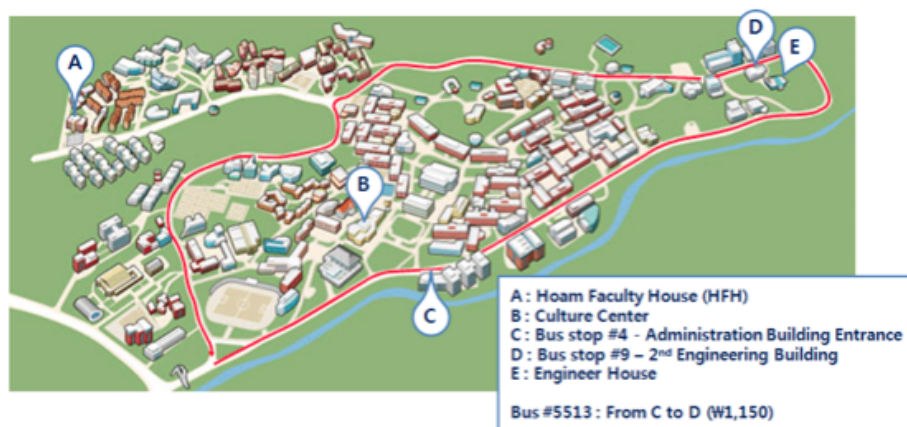 A
B
C
D
E
A : Hoam Faculty House (HFH)
B : Culture Center
C : Bus stop #4 - Administration Building Entrance
D : Bus stop #9 – 2nd Engineering Building
E : Engineer House
Bus #5513 : From C to D (₩1,150)